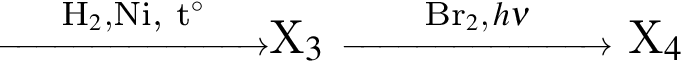 H₂,Ni, t° Br₂,hν
X₃ X₄